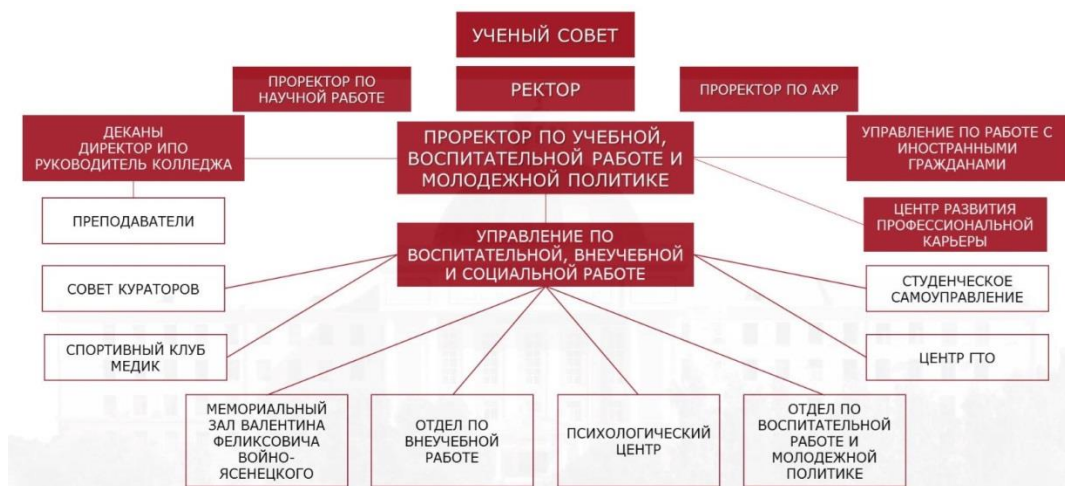 УЧЕНЫЙ СОВЕТ
ПРОРЕКТОР ПО
НАУЧНОЙ РАБОТЕ
РЕКТОР
ПРОРЕКТОР ПО АХР
ДЕКАНЫ
ДИРЕКТОР ИПО
РУКОВОДИТЕЛЬ КОЛЛЕДЖА
ПРОРЕКТОР ПО УЧЕБНОЙ,
ВОСПИТАТЕЛЬНОЙ РАБОТЕ И
МОЛОДЕЖНОЙ ПОЛИТИКЕ
УПРАВЛЕНИЕ ПО РАБОТЕ С
ИНОСТРАННЫМИ
ГРАЖДАНАМИ
ПРЕПОДАВАТЕЛИ
УПРАВЛЕНИЕ ПО
ВОСПИТАТЕЛЬНОЙ, ВНЕУЧЕБНОЙ
И СОЦИАЛЬНОЙ РАБОТЕ
ЦЕНТР РАЗВИТИЯ
ПРОФЕССИОНАЛЬНОЙ
КАРЬЕРЫ
СОВЕТ КУРАТОРОВ
СТУДЕНЧЕСКОЕ
САМОУПРАВЛЕНИЕ
СПОРТИВНЫЙ КЛУБ
МЕДИК
ЦЕНТР ГТО
МЕМОРИАЛЬНЫЙ
ЗАЛ ВАЛЕНТИНА
ФЕЛИКСОВИЧА
ВОЙНО-
ЯСЕНЕЦКОГО
ОТДЕЛ ПО
ВНЕУЧЕБНОЙ
РАБОТЕ
ПСИХОЛОГИЧЕСКИЙ
ЦЕНТР
ОТДЕЛ ПО
ВОСПИТАТЕЛЬНОЙ
РАБОТЕ И
МОЛОДЕЖНОЙ
ПОЛИТИКЕ